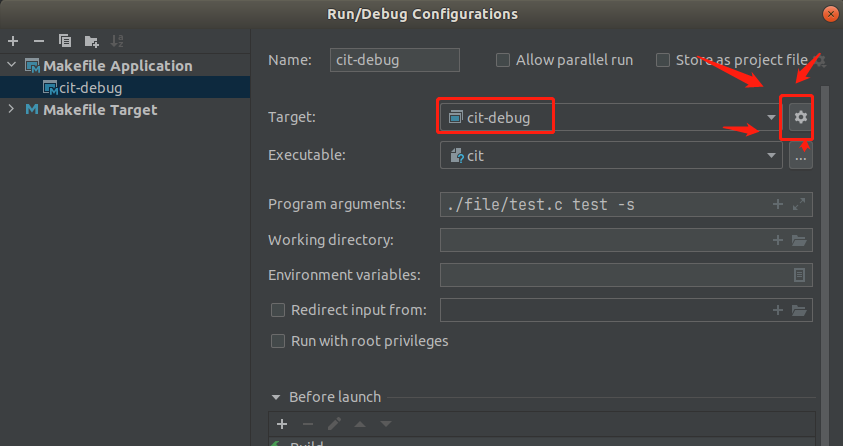 Run/Debug Configurations
Makefile Application
cit-debug
Makefile Target
Name: cit-debug Allow parallel run Store as project file
Target: cit-debug
Executable: cit ...
Program arguments: ./file/test.c test -s
Working directory:
Environment variables:
Redirect input from:
Run with root privileges
Before launch
Build